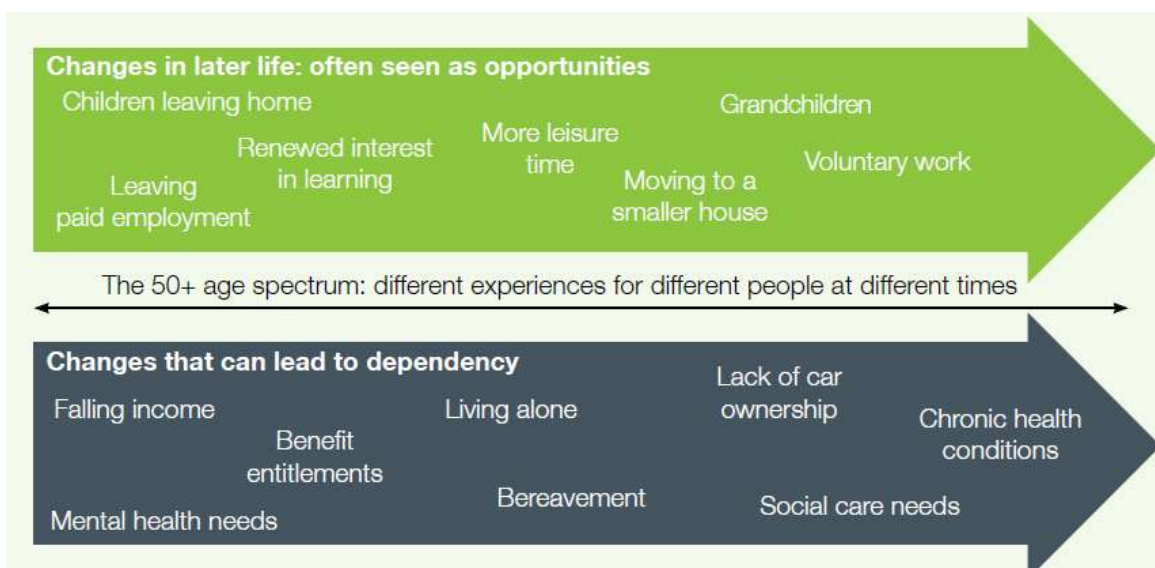 Changes in later life: often seen as opportunities
Children leaving home
Grandchildren
More leisure
time
Renewed interest
in learning
Voluntary work
Leaving
paid employment
Moving to a
smaller house
The 50+ age spectrum: different experiences for different people at different times
Changes that can lead to dependency
Falling income
Living alone
Lack of car
ownership
Chronic health
conditions
Benefit
entitlements
Bereavement
Social care needs
Mental health needs